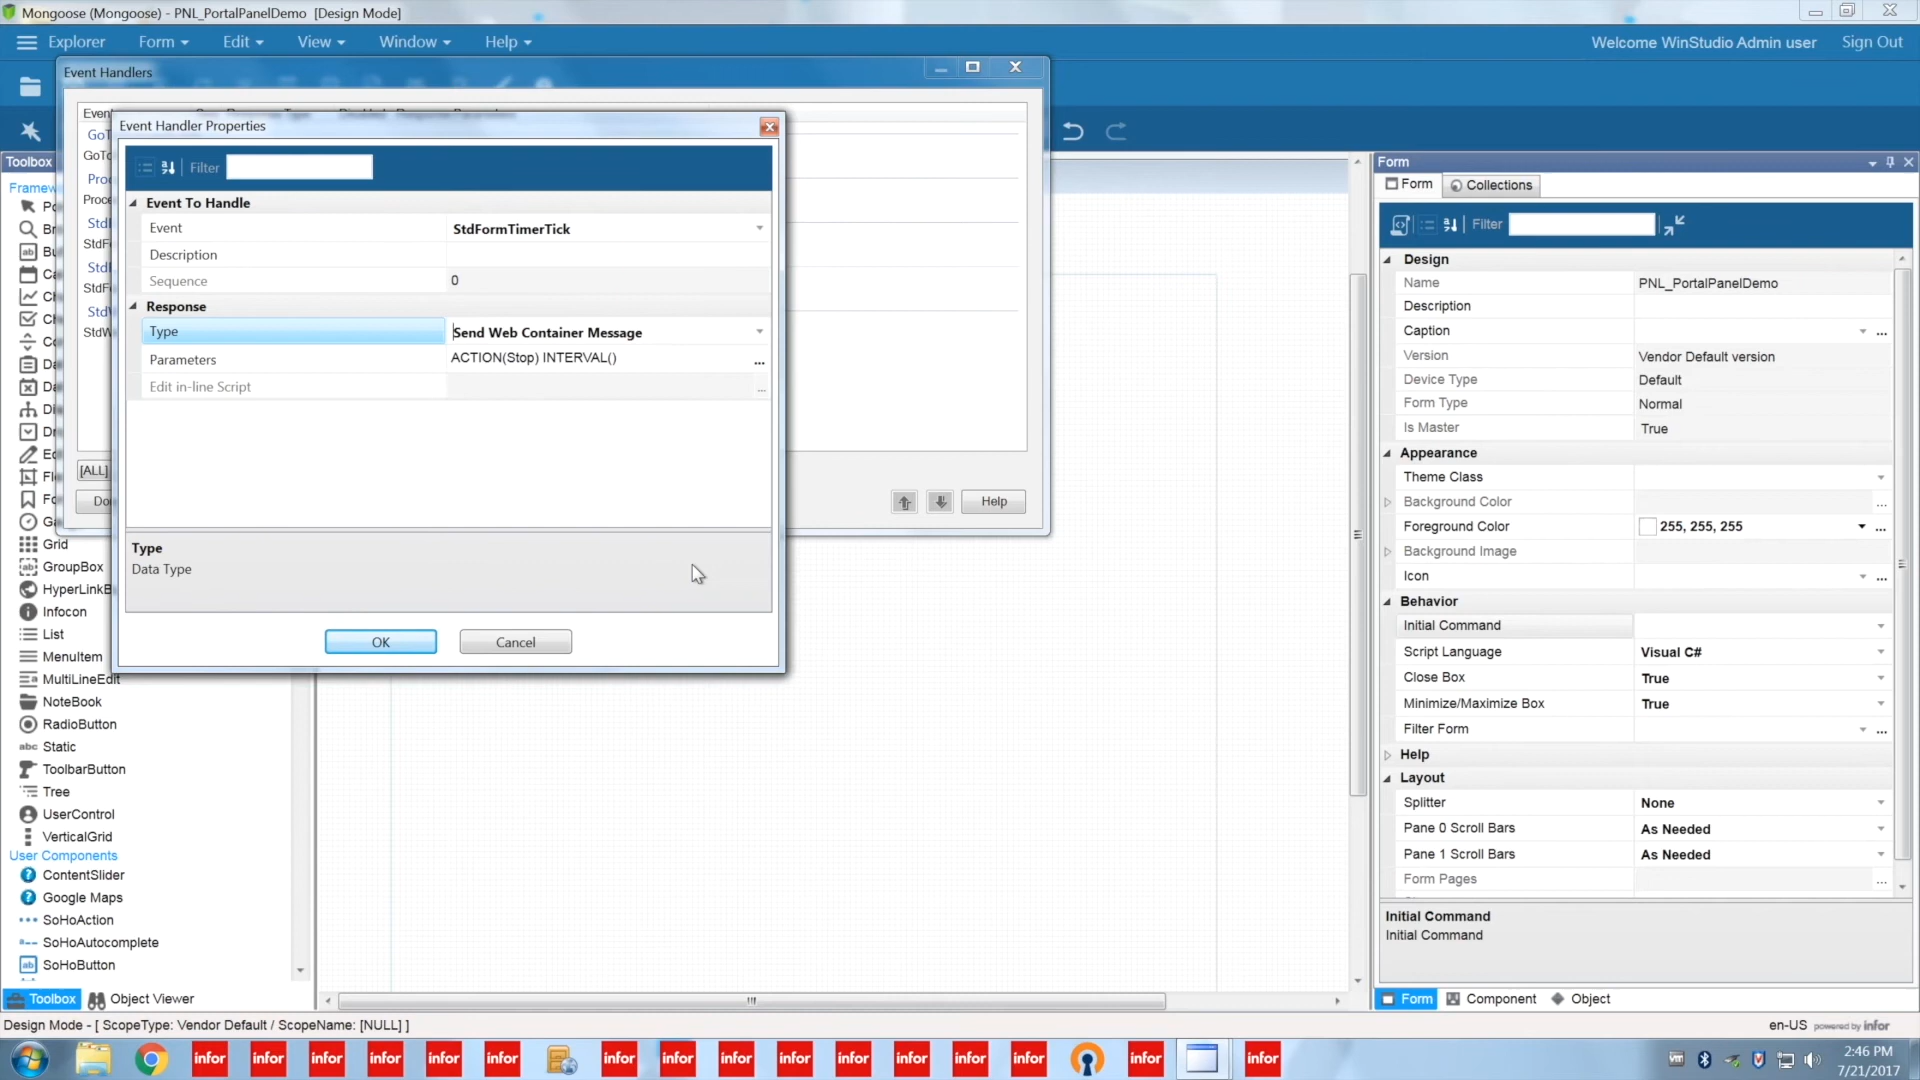 Mongoose (Mongoose) - PNL_PortalPanelDemo [Design Mode]
Explorer Form Edit View Window Help
Welcome WinStudio Admin user Sign Out
Event Handlers
Event Handler Properties
Filter
Event To Handle
Event StdFormTimerTick
Description
Sequence 0
Response
Type Send Web Container Message
Parameters ACTION(Stop) INTERVAL() ...
Edit in-line Script ...
Type
Data Type
OK Cancel
[ALL]
Help
Toolbox
Grid
GroupBox
Infocon
List
MenuItem
MultiLineEdit
NoteBook
RadioButton
abc Static
ToolbarButton
Tree
UserControl
VerticalGrid
User Components
ContentSlider
Google Maps
SoHoAction
SoHoAutocomplete
SoHoButton
Toolbox Object Viewer
Form
Form Collections
Filter
Design
Name PNL_PortalPanelDemo
Description
Caption ...
Version Vendor Default version
Device Type Default
Form Type Normal
Is Master True
Appearance
Theme Class
Background Color ...
Foreground Color 255, 255, 255 ...
Background Image
Icon ...
Behavior
Initial Command
Script Language Visual C#
Close Box True
Minimize/Maximize Box True
Filter Form ...
Help
Layout
Splitter None
Pane 0 Scroll Bars As Needed
Pane 1 Scroll Bars As Needed
Form Pages ...
Initial Command
Initial Command
Form Component Object
Design Mode - [ ScopeType: Vendor Default / ScopeName: [NULL] ]
en-US powered by infor
infor infor infor infor infor infor infor infor infor infor infor infor infor infor infor infor
2:46 PM
7/21/2017